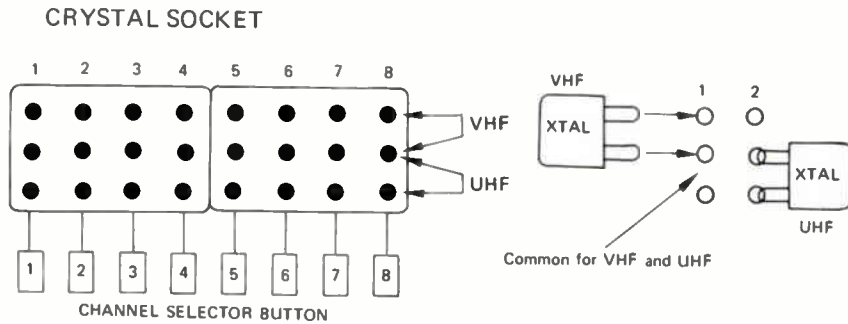 CRYSTAL SOCKET
1 2 3 4 5 6 7 8
VHF
UHF
1 2 3 4 5 6 7 8
CHANNEL SELECTOR BUTTON
VHF
1 2
XTAL
XTAL
UHF
Common for VHF and UHF